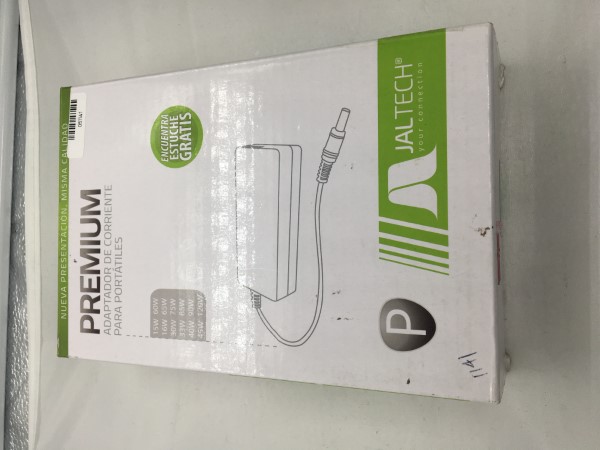 NUEVA PRESENTACIÓN, MISMA CALIDAD
PREMIUM
ADAPTADOR DE CORRIENTE
PARA PORTÁTILES
15W 60W
16W 65W
30W 75W
33W 85W
40W 90W
45W 120W
ENCUENTRA
ESTUCHE
GRATIS
P
JALTECH®
your connection
1141